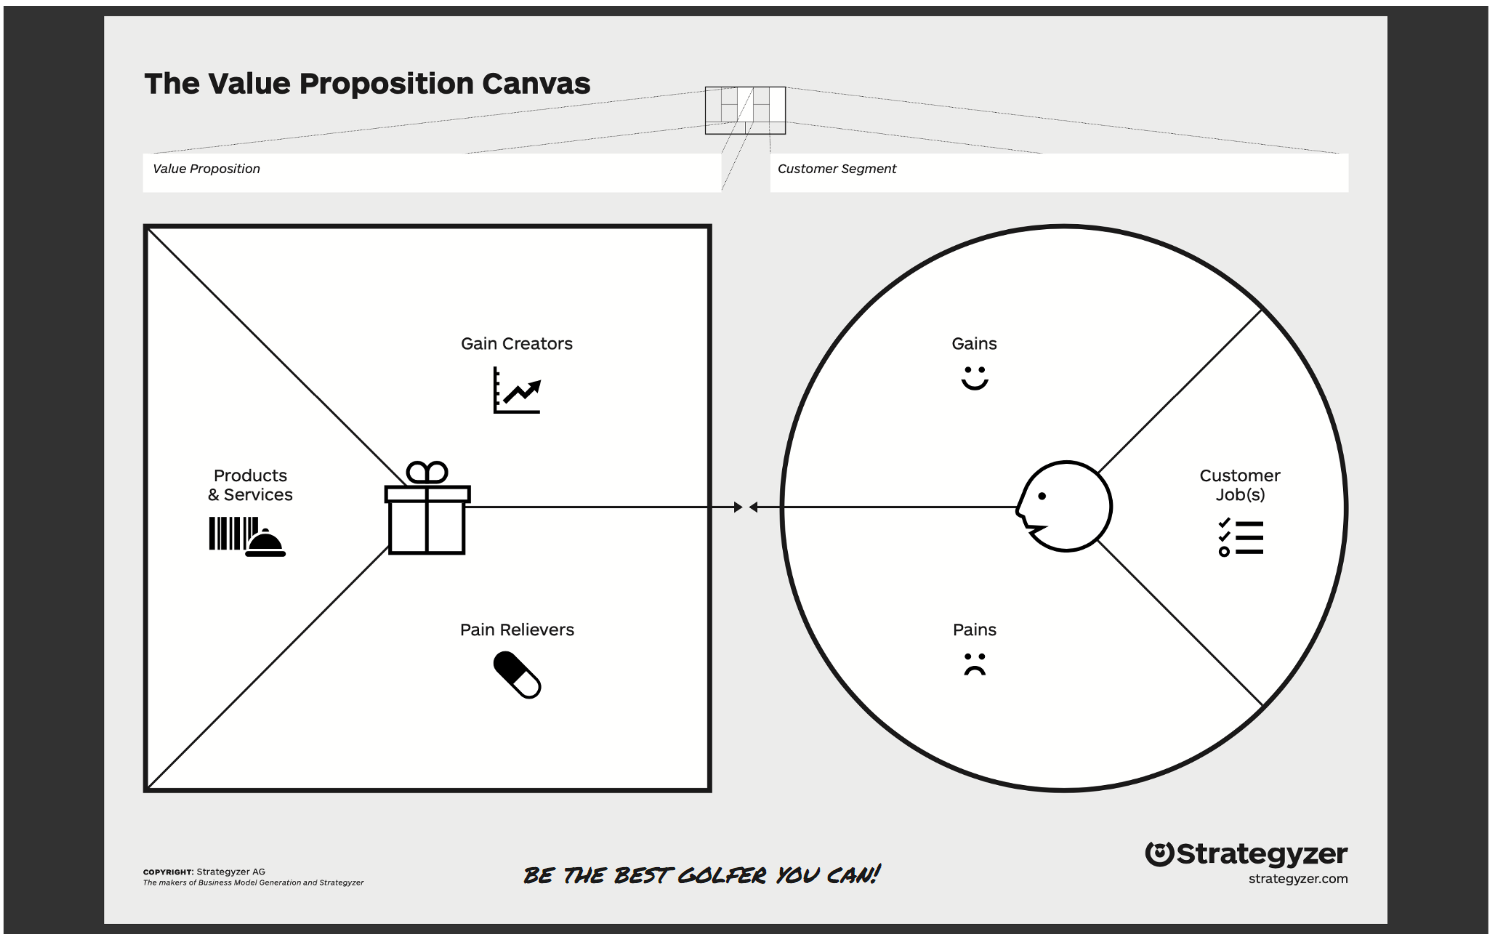 The Value Proposition Canvas
Value Proposition
Customer Segment
Gain Creators
Gains
Products
& Services
Customer
Job(s)
Pain Relievers
Pains
COPYRIGHT: Strategyzer AG
The makers of Business Model Generation and Strategyzer
BE THE BEST GOLFER YOU CAN!
Strategyzer
strategyzer.com